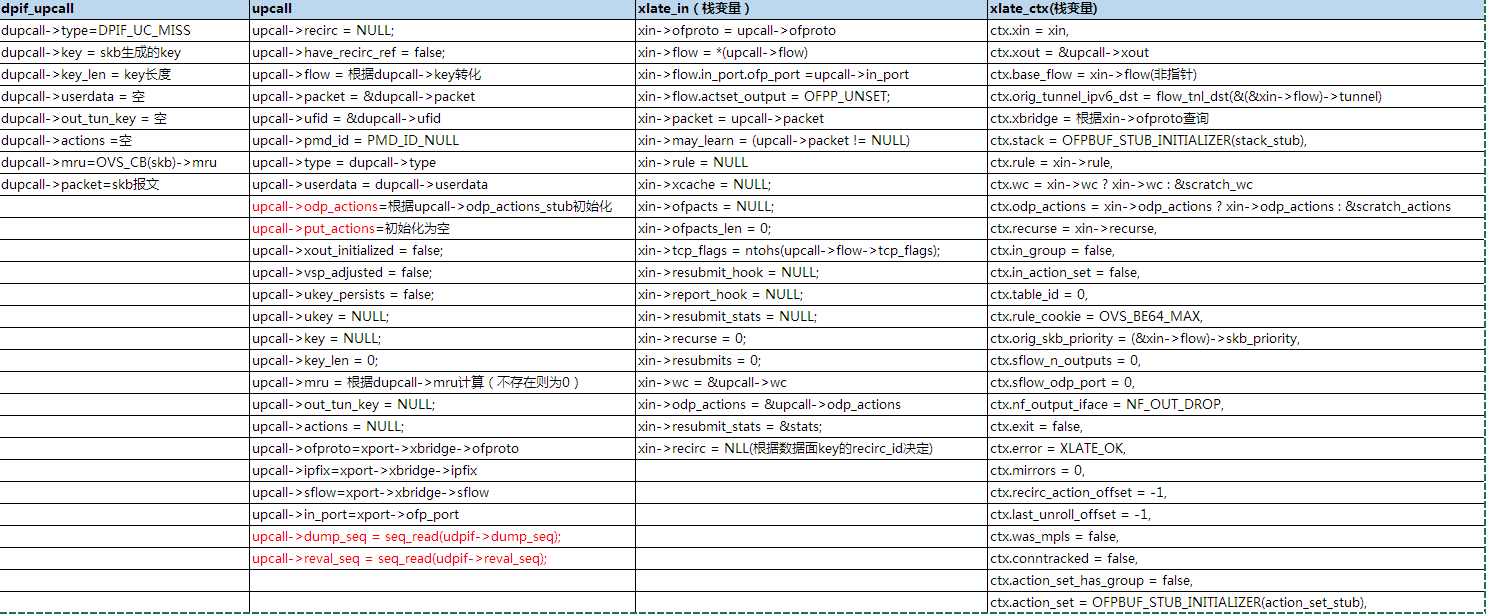 dpif_upcall	upcall	xlate_in（栈变量）	xlate_ctx(栈变量)
dupcall->type=DPIF_UC_MISS	upcall->recirc = NULL;	xin->ofproto = upcall->ofproto	ctx.xin = xin,
dupcall->key = skb生成的key	upcall->have_recirc_ref = false;	xin->flow = *(upcall->flow)	ctx.xout = &upcall->xout
dupcall->key_len = key长度	upcall->flow = 根据dupcall->key转化	xin->flow.in_port.ofp_port =upcall->in_port	ctx.base_flow = xin->flow(非指针)
dupcall->userdata = 空	upcall->packet = &dupcall->packet	xin->flow.actset_output = OFPP_UNSET;	ctx.orig_tunnel_ipv6_dst = flow_tnl_dst(&(&xin->flow)->tunnel)
dupcall->out_tun_key = 空	upcall->ufid = &dupcall->ufid	xin->packet = upcall->packet	ctx.xbridge = 根据xin->ofproto查询
dupcall->actions =空	upcall->pmd_id = PMD_ID_NULL	xin->may_learn = (upcall->packet != NULL)	ctx.stack = OFPBUF_STUB_INITIALIZER(stack_stub),
dupcall->mru=OVS_CB(skb)->mru	upcall->type = dupcall->type	xin->rule = NULL	ctx.rule = xin->rule,
dupcall->packet=skb报文	upcall->userdata = dupcall->userdata	xin->xcache = NULL;	ctx.wc = xin->wc ? xin->wc : &scratch_wc
upcall->odp_actions=根据upcall->odp_actions_stub初始化	xin->ofpacts = NULL;	ctx.odp_actions = xin->odp_actions ? xin->odp_actions : &scratch_actions
upcall->put_actions=初始化为空	xin->ofpacts_len = 0;	ctx.recurse = xin->recurse,
upcall->xout_initialized = false;	xin->tcp_flags = ntohs(upcall->flow->tcp_flags);	ctx.in_group = false,
upcall->vsp_adjusted = false;	xin->resubmit_hook = NULL;	ctx.in_action_set = false,
upcall->ukey_persists = false;	xin->report_hook = NULL;	ctx.table_id = 0,
upcall->ukey = NULL;	xin->resubmit_stats = NULL;	ctx.rule_cookie = OVS_BE64_MAX,
upcall->key = NULL;	xin->recurse = 0;	ctx.orig_skb_priority = (&xin->flow)->skb_priority,
upcall->key_len = 0;	xin->resubmits = 0;	ctx.sflow_n_outputs = 0,
upcall->mru = 根据dupcall->mru计算（不存在则为0）	xin->wc = &upcall->wc	ctx.sflow_odp_port = 0,
upcall->out_tun_key = NULL;	xin->odp_actions = &upcall->odp_actions	ctx.nf_output_iface = NF_OUT_DROP,
upcall->actions = NULL;	xin->resubmit_stats = &stats;	ctx.exit = false,
upcall->ofproto=xport->xbridge->ofproto	xin->recirc = NLL(根据数据面key的recirc_id决定)	ctx.error = XLATE_OK,
upcall->ipfix=xport->xbridge->ipfix	ctx.mirrors = 0,
upcall->sflow=xport->xbridge->sflow	ctx.recirc_action_offset = -1,
upcall->in_port=xport->ofp_port	ctx.last_unroll_offset = -1,
upcall->dump_seq = seq_read(udpif->dump_seq);	ctx.was_mpls = false,
upcall->reval_seq = seq_read(udpif->reval_seq);	ctx.conntracked = false,
ctx.action_set_has_group = false,
ctx.action_set = OFPBUF_STUB_INITIALIZER(action_set_stub),